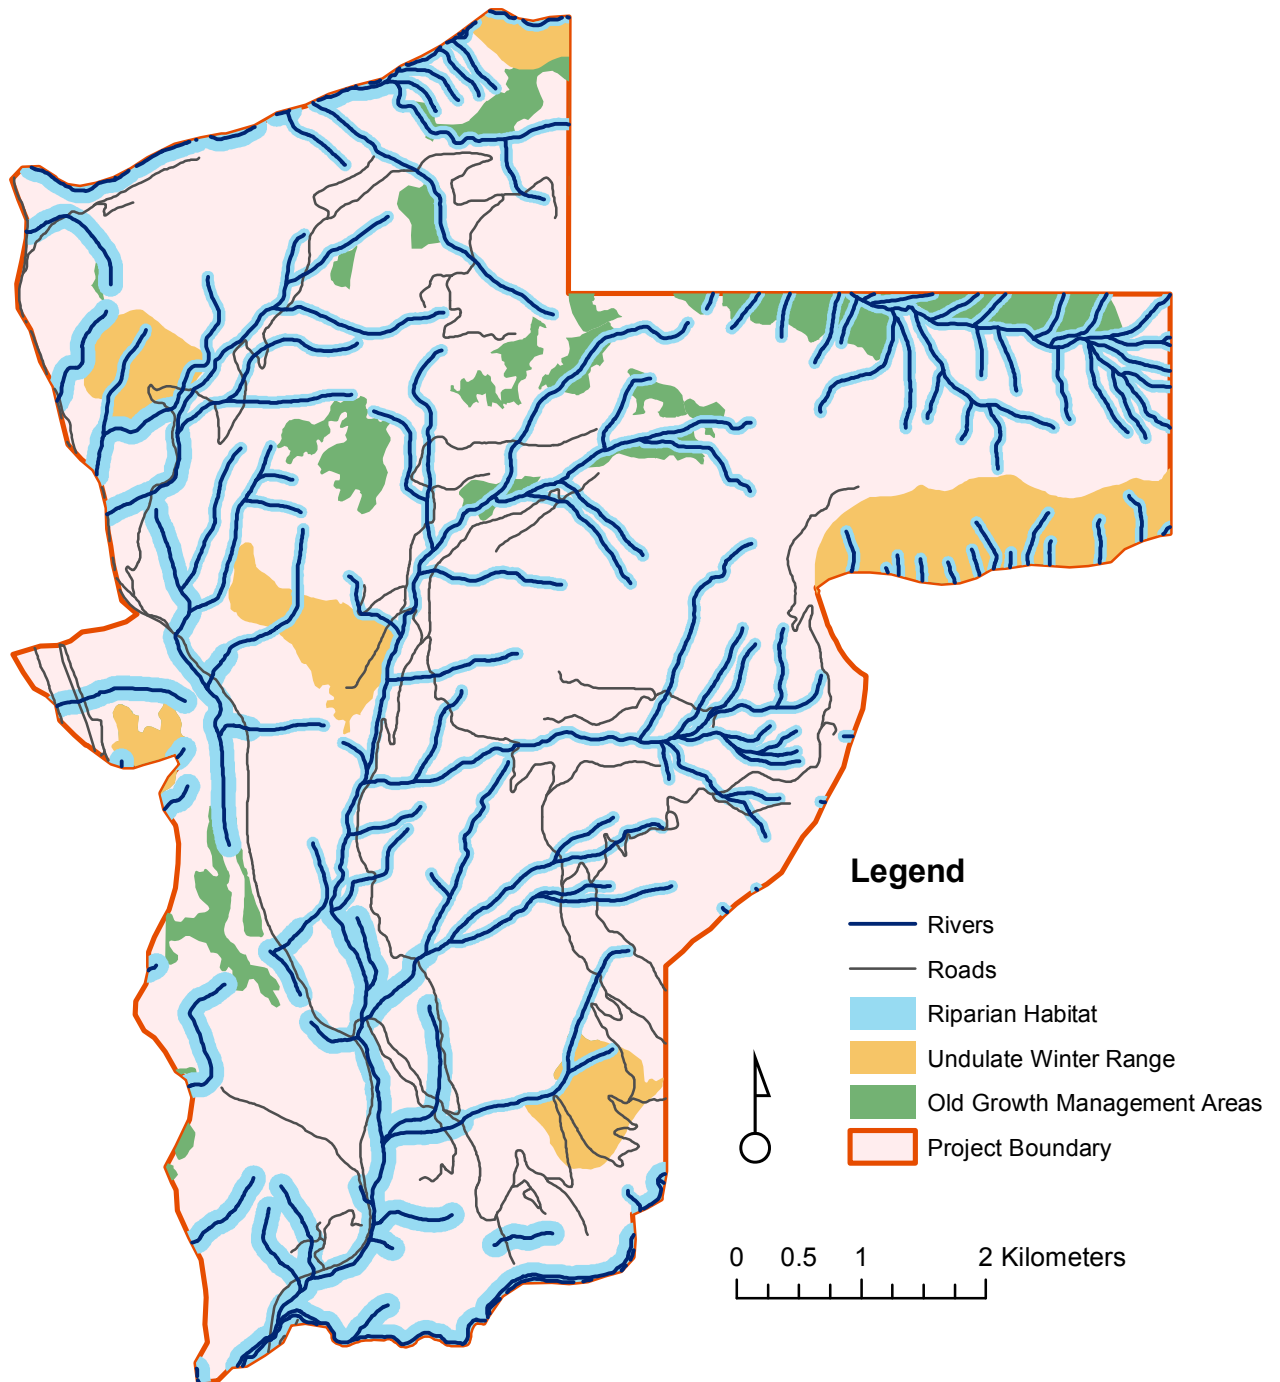 Legend
Rivers
Roads
Riparian Habitat
Undulate Winter Range
Old Growth Management Areas
Project Boundary
0 0.5 1 2 Kilometers